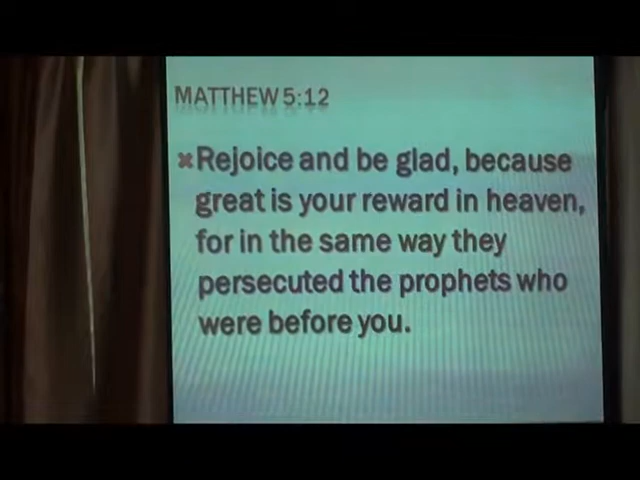 MATTHEW 5:12
Rejoice and be glad, because
great is your reward in heaven,
for in the same way they
persecuted the prophets who
were before you.